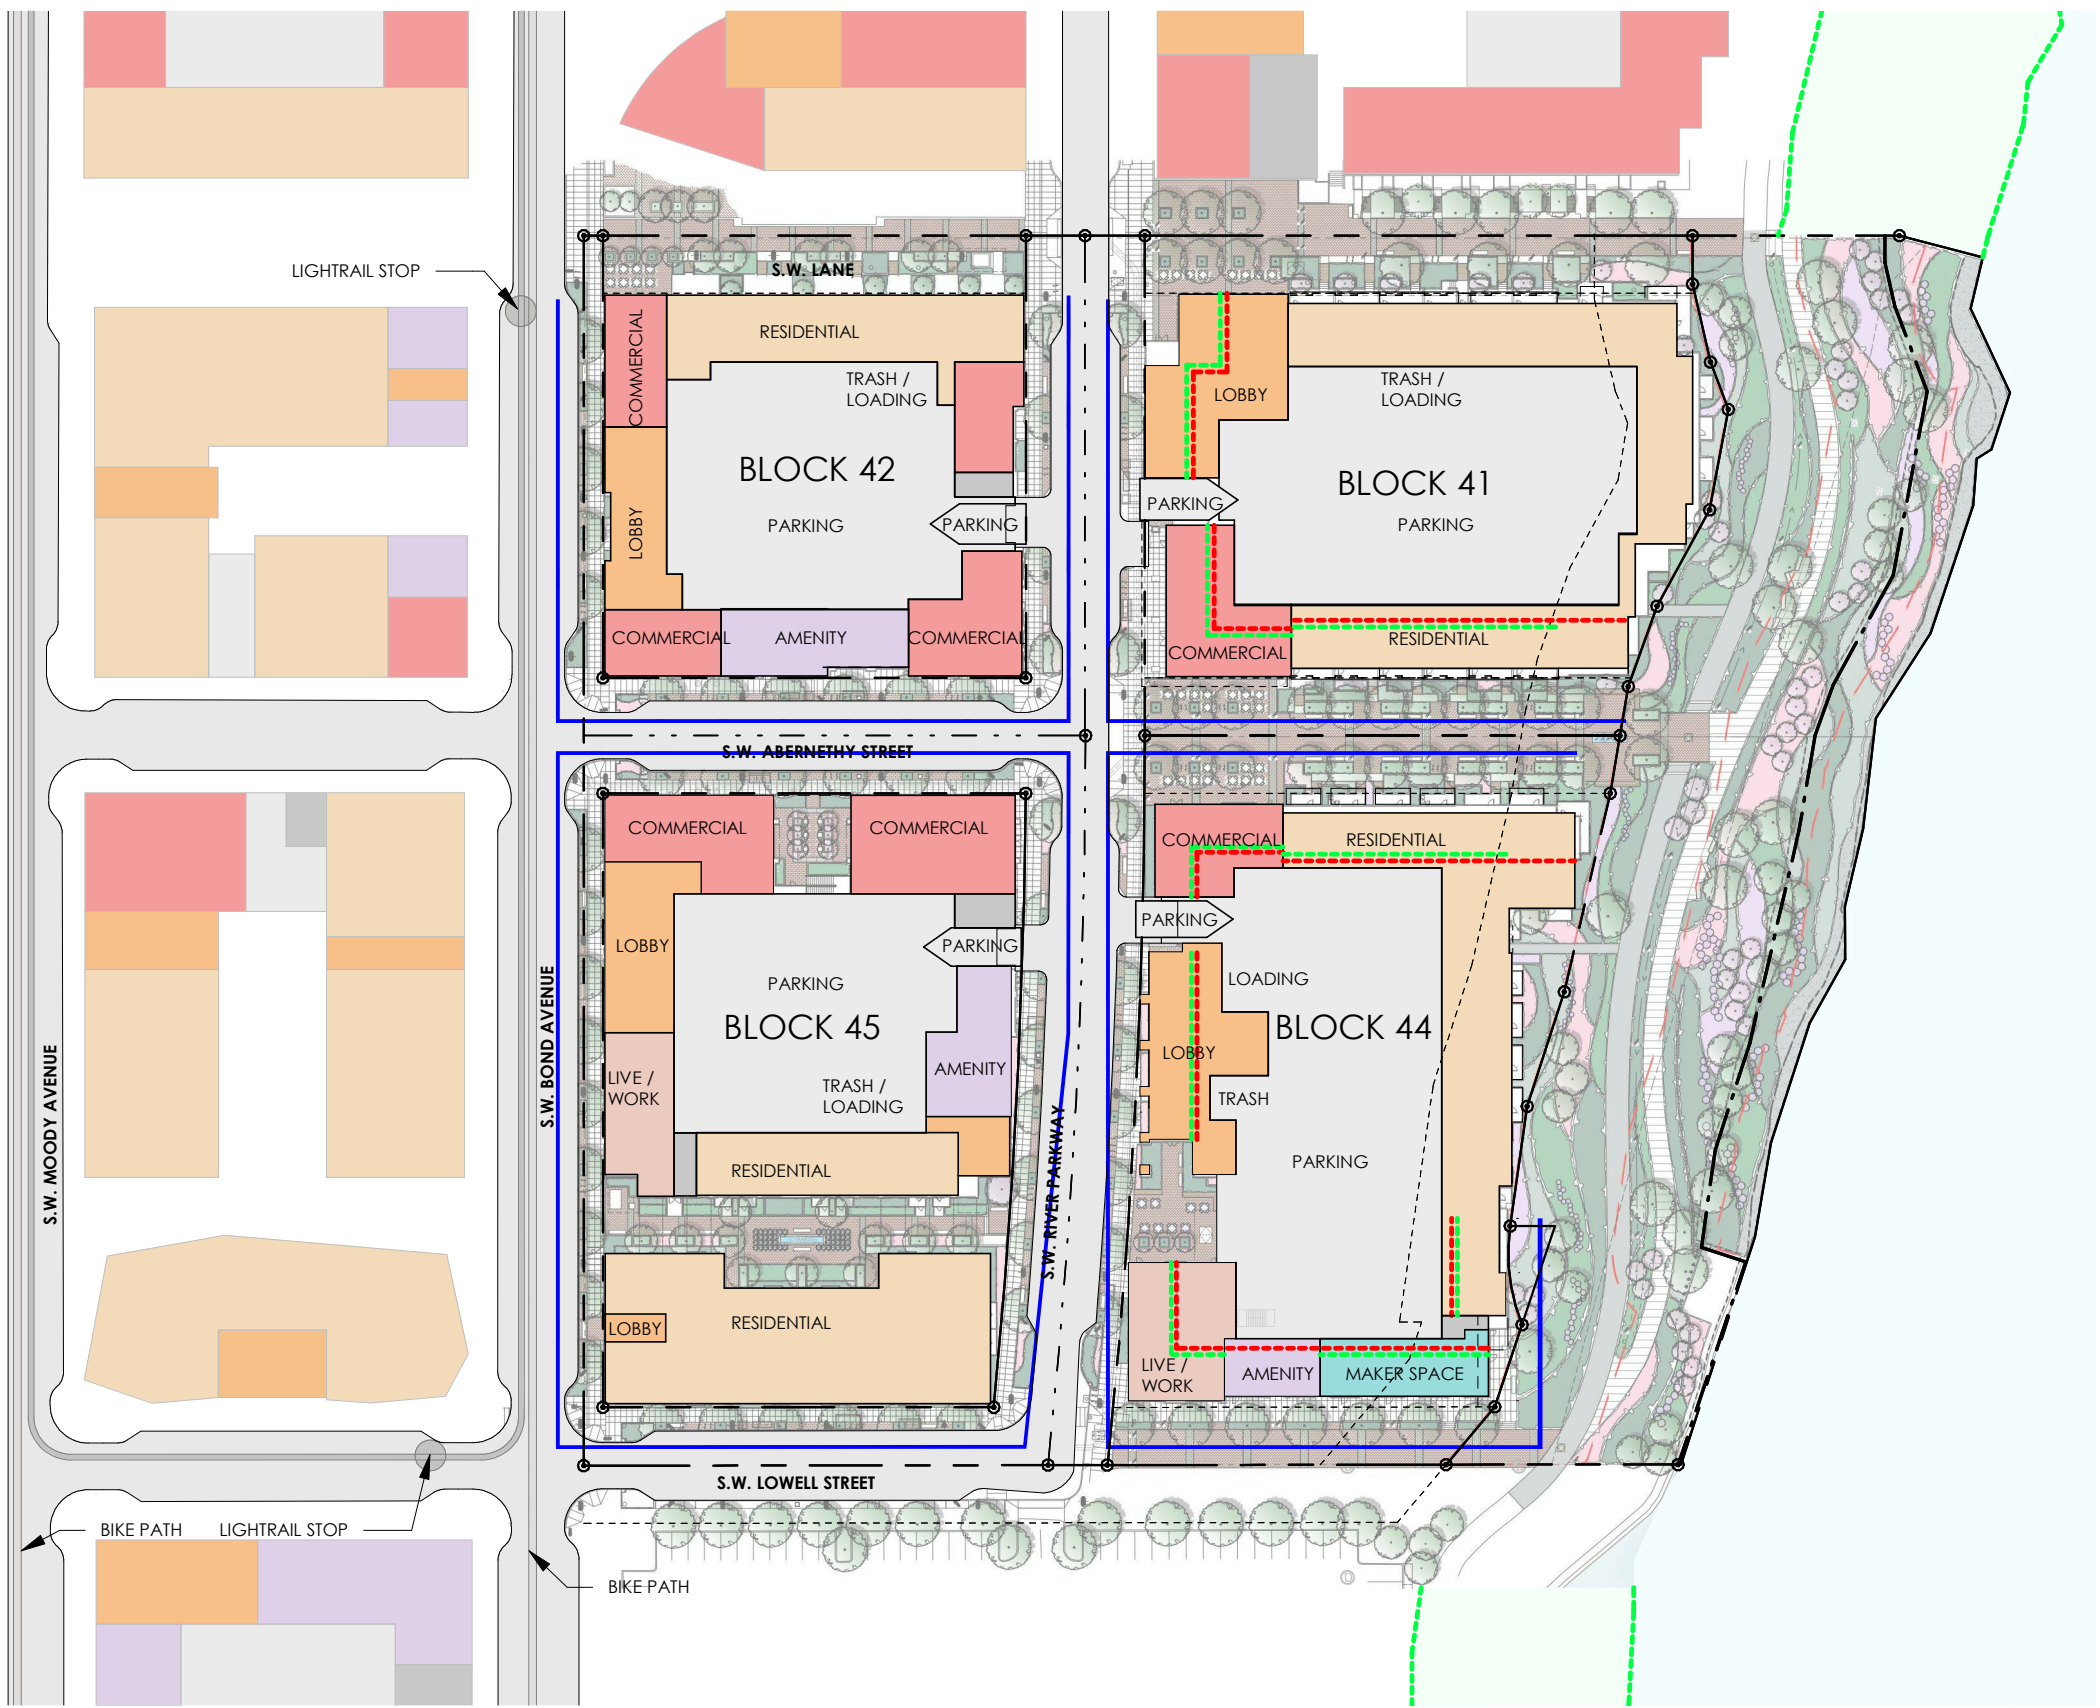 LIGHTRAIL STOP
S.W. LANE
COMMERCIAL
RESIDENTIAL
TRASH /
LOADING
BLOCK 42
PARKING
PARKING
LOBBY
COMMERCIAL
AMENITY
COMMERCIAL
LOBBY
TRASH /
LOADING
BLOCK 41
PARKING
PARKING
COMMERCIAL
RESIDENTIAL
S.W. ABERNETHY STREET
COMMERCIAL
COMMERCIAL
LOBBY
PARKING
PARKING
BLOCK 45
LIVE /
WORK
TRASH /
LOADING
AMENITY
RESIDENTIAL
LOBBY
RESIDENTIAL
COMMERCIAL
RESIDENTIAL
PARKING
LOADING
BLOCK 44
LOBBY
TRASH
PARKING
LIVE /
WORK
AMENITY
MAKER SPACE
S.W. MOODY AVENUE
S.W. BOND AVENUE
S.W. RIVER PARKWAY
S.W. LOWELL STREET
BIKE PATH
LIGHTRAIL STOP
BIKE PATH